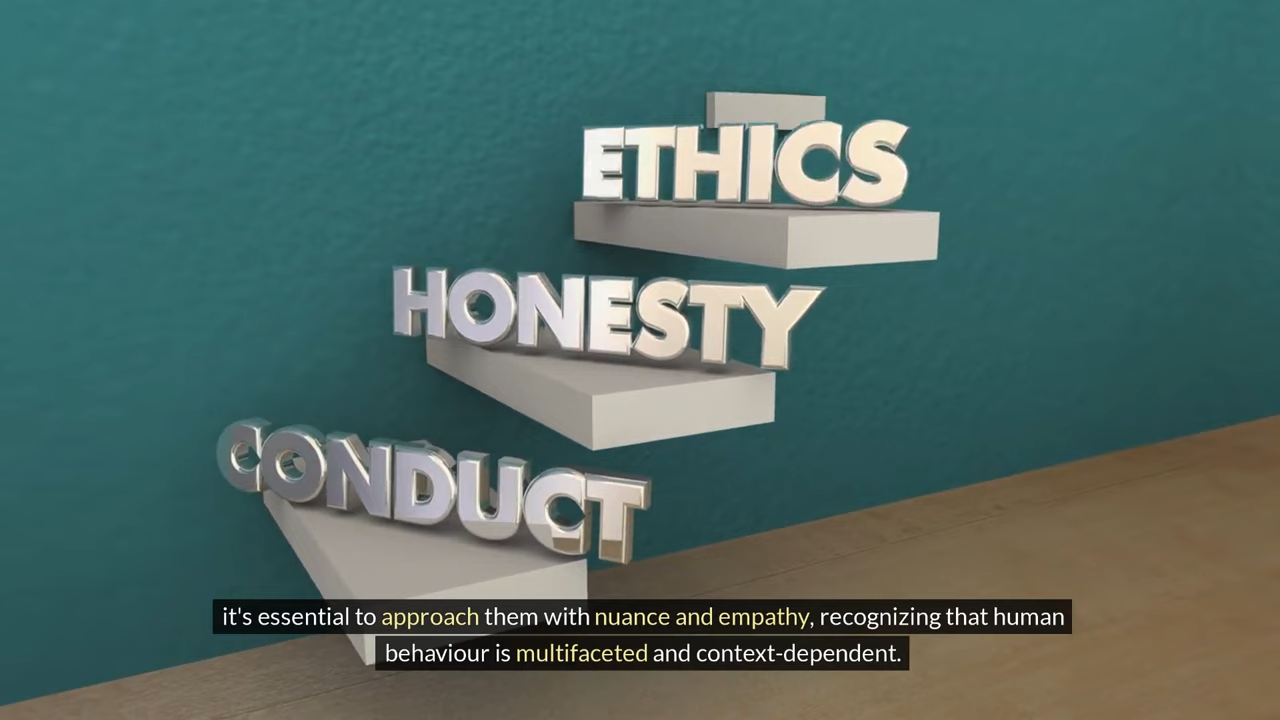 ETHICS
HONESTY
CONDUCT
it's essential to approach them with nuance and empathy, recognizing that human
behaviour is multifaceted and context-dependent.